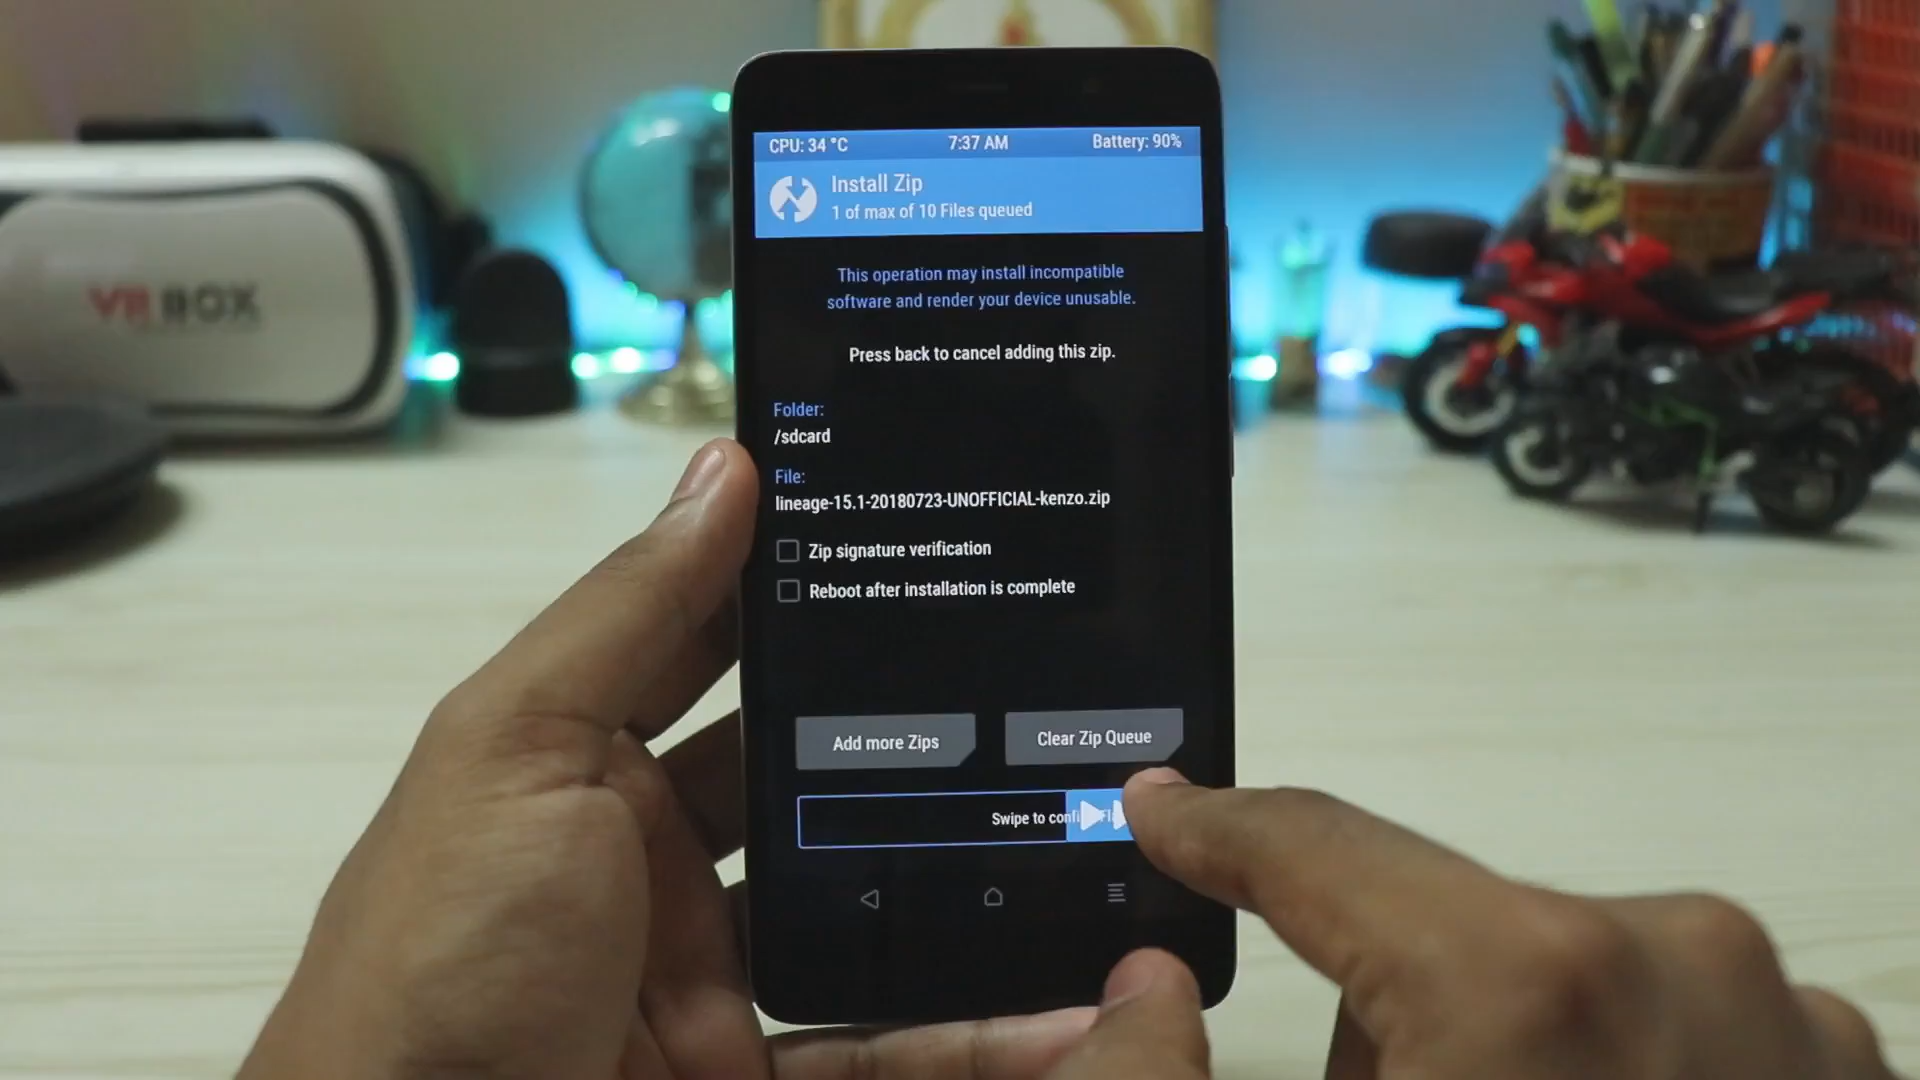 CPU: 34 °C 7:37 AM Battery: 90%
Install Zip
1 of max of 10 Files queued
This operation may install incompatible
software and render your device unusable.
Press back to cancel adding this zip.
Folder:
/sdcard
File:
lineage-15.1-20180723-UNOFFICIAL-kenzo.zip
Zip signature verification
Reboot after installation is complete
Add more Zips Clear Zip Queue
Swipe to confi
VR BOX